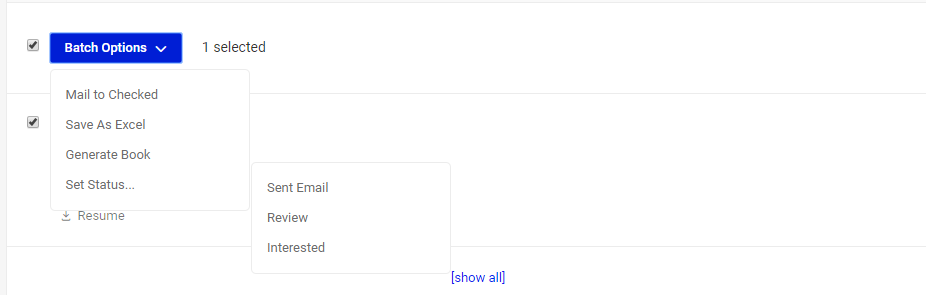 Batch Options
1 selected
Mail to Checked
Save As Excel
Generate Book
Set Status...
Sent Email
Review
Interested
Resume
[show all]